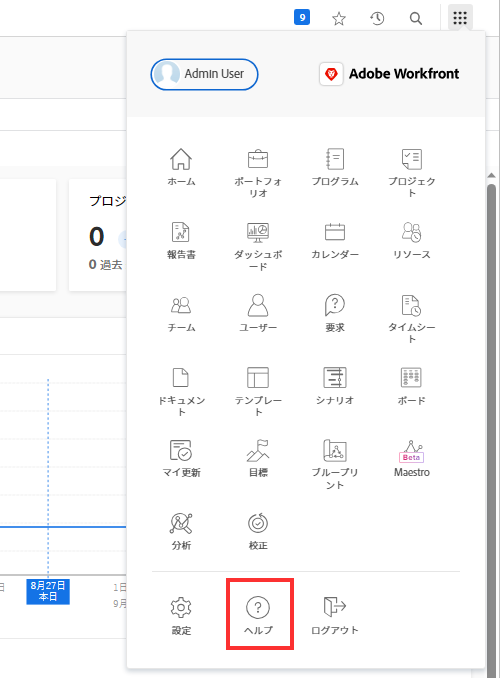 9
Admin User
Adobe Workfront
ホーム
ポートフォ
リオ
プログラム
プロジェク
ト
プロジ
0
0 過去
報告書
ダッシュボ
ード
カレンダー
リソース
チーム
ユーザー
要求
タイムシー
ト
ドキュメン
ト
テンプレー
ト
シナリオ
ボード
マイ更新
目標
ブループリ
ント
Beta
Maestro
分析
校正
日
8月27日
本日
1日
9月
設定
ヘルプ
ログアウト